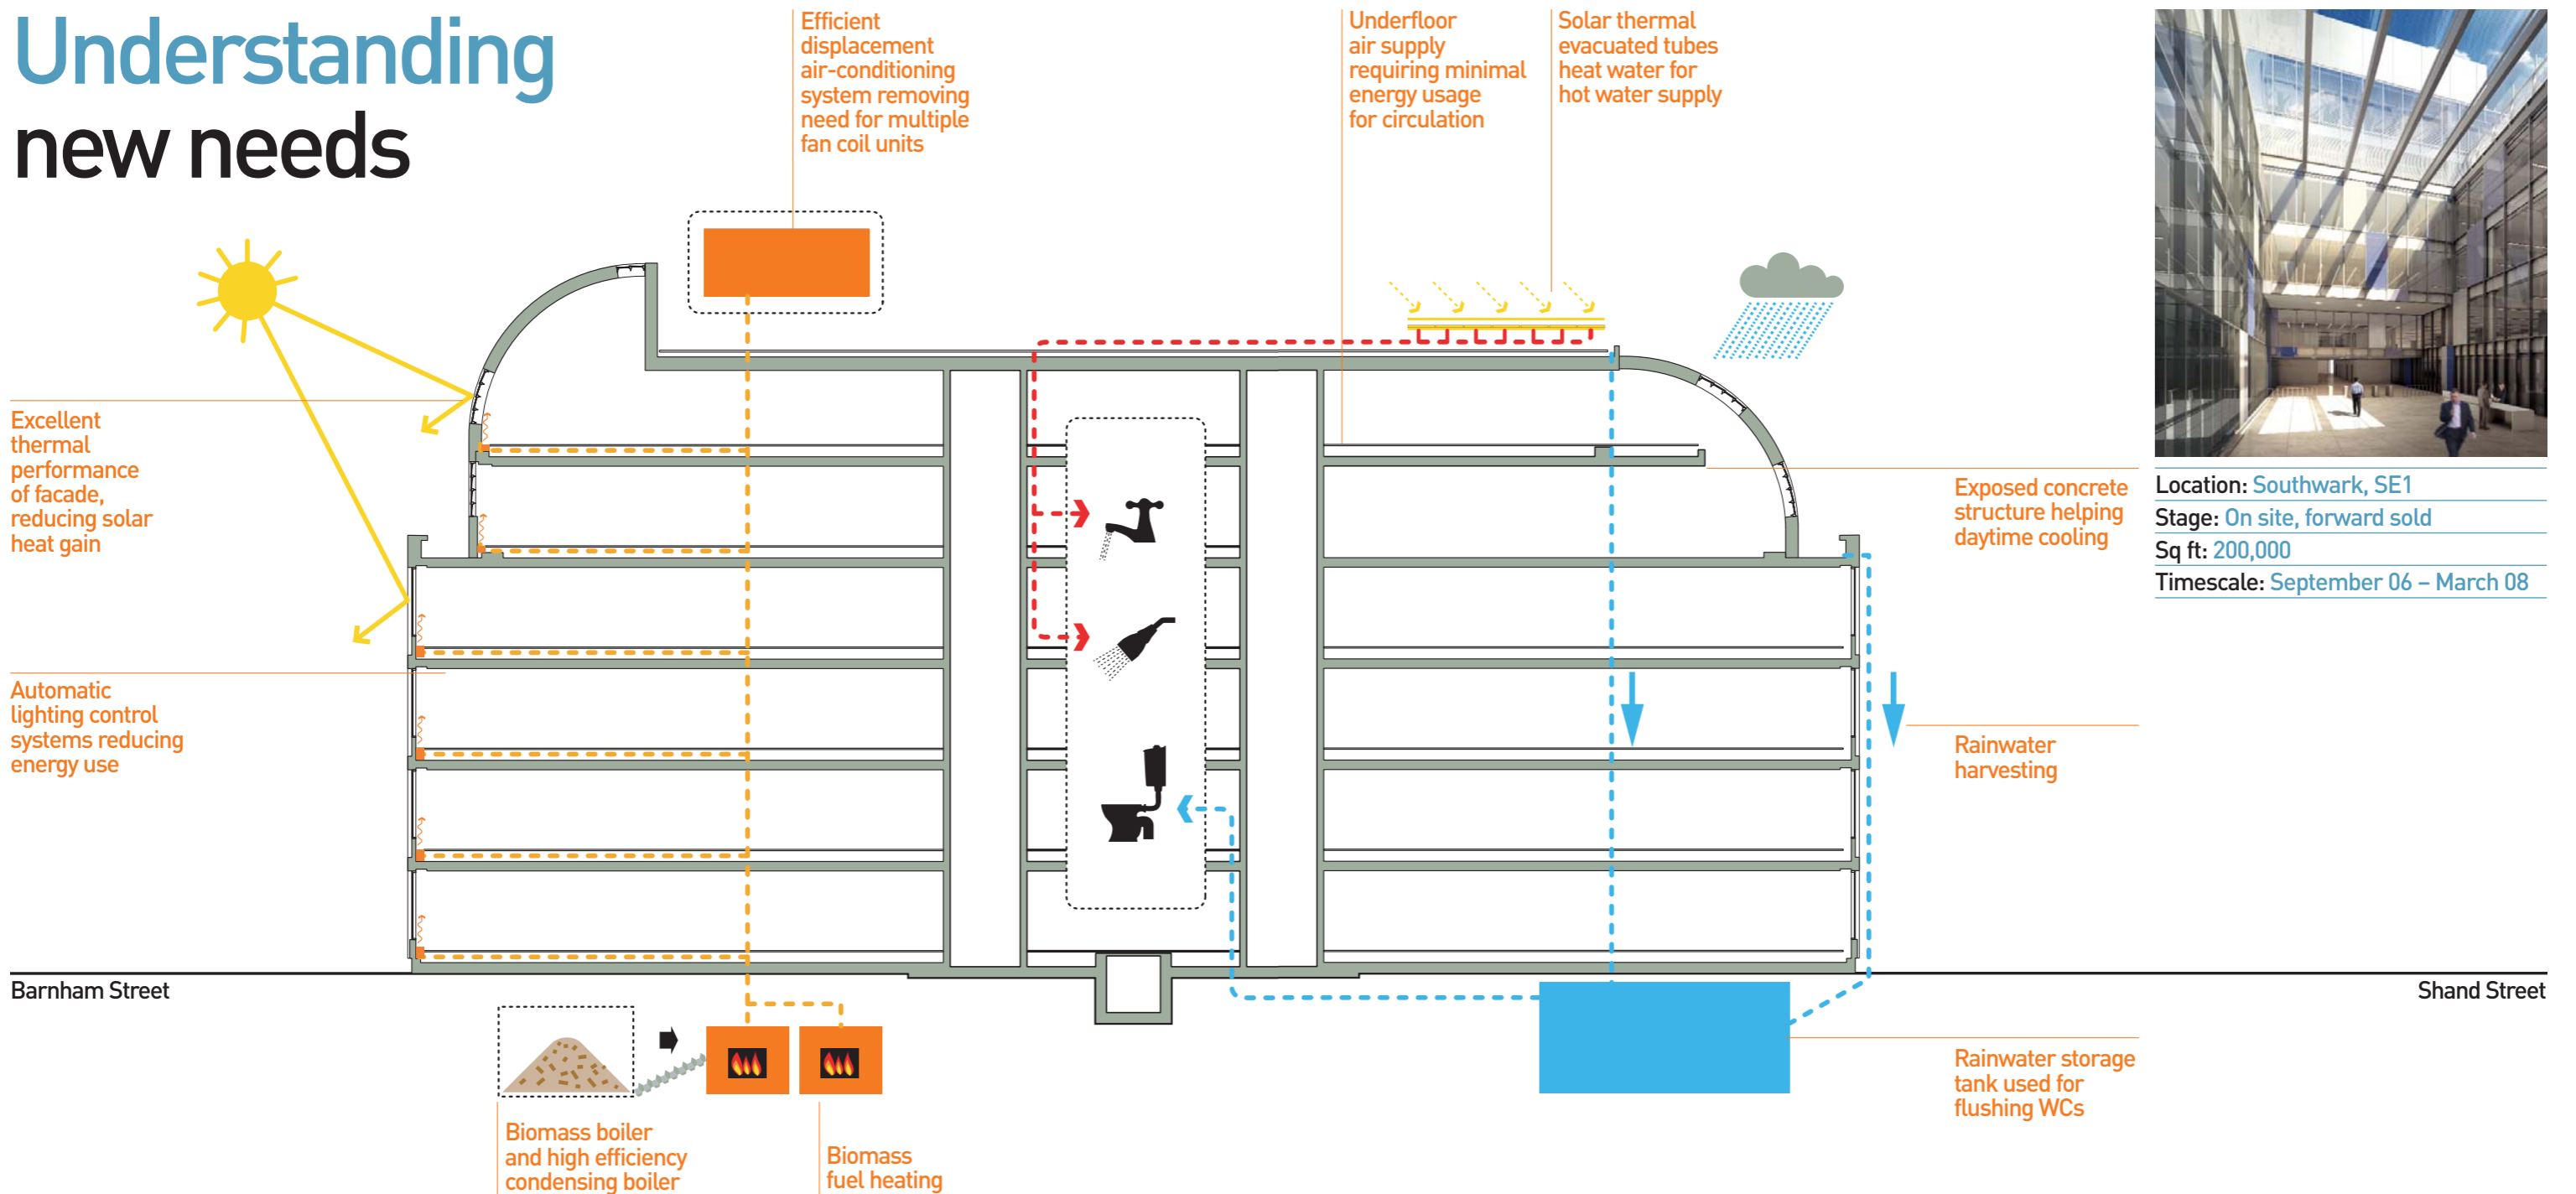 Understanding
new needs
Efficient
displacement
air-conditioning
system removing
need for multiple
fan coil units
Underfloor
air supply
requiring minimal
energy usage
for circulation
Solar thermal
evacuated tubes
heat water for
hot water supply
Excellent
thermal
performance
of facade,
reducing solar
heat gain
Automatic
lighting control
systems reducing
energy use
Exposed concrete
structure helping
daytime cooling
Rainwater
harvesting
Location: Southwark, SE1
Stage: On site, forward sold
Sq ft: 200,000
Timescale: September 06 – March 08
Barnham Street
Shand Street
Biomass boiler
and high efficiency
condensing boiler
Biomass
fuel heating
Rainwater storage
tank used for
flushing WCs